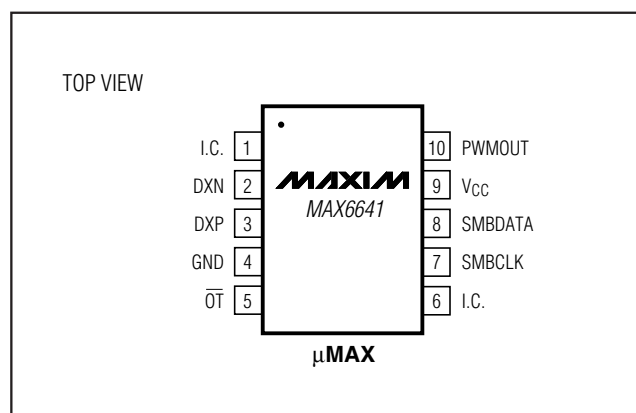 TOP VIEW
I.C. 1
DXN 2
DXP 3
GND 4
O̅T̅ 5
MAXIM
MAX6641
10 PWMOUT
9 VCC
8 SMBDATA
7 SMBCLK
6 I.C.
µMAX